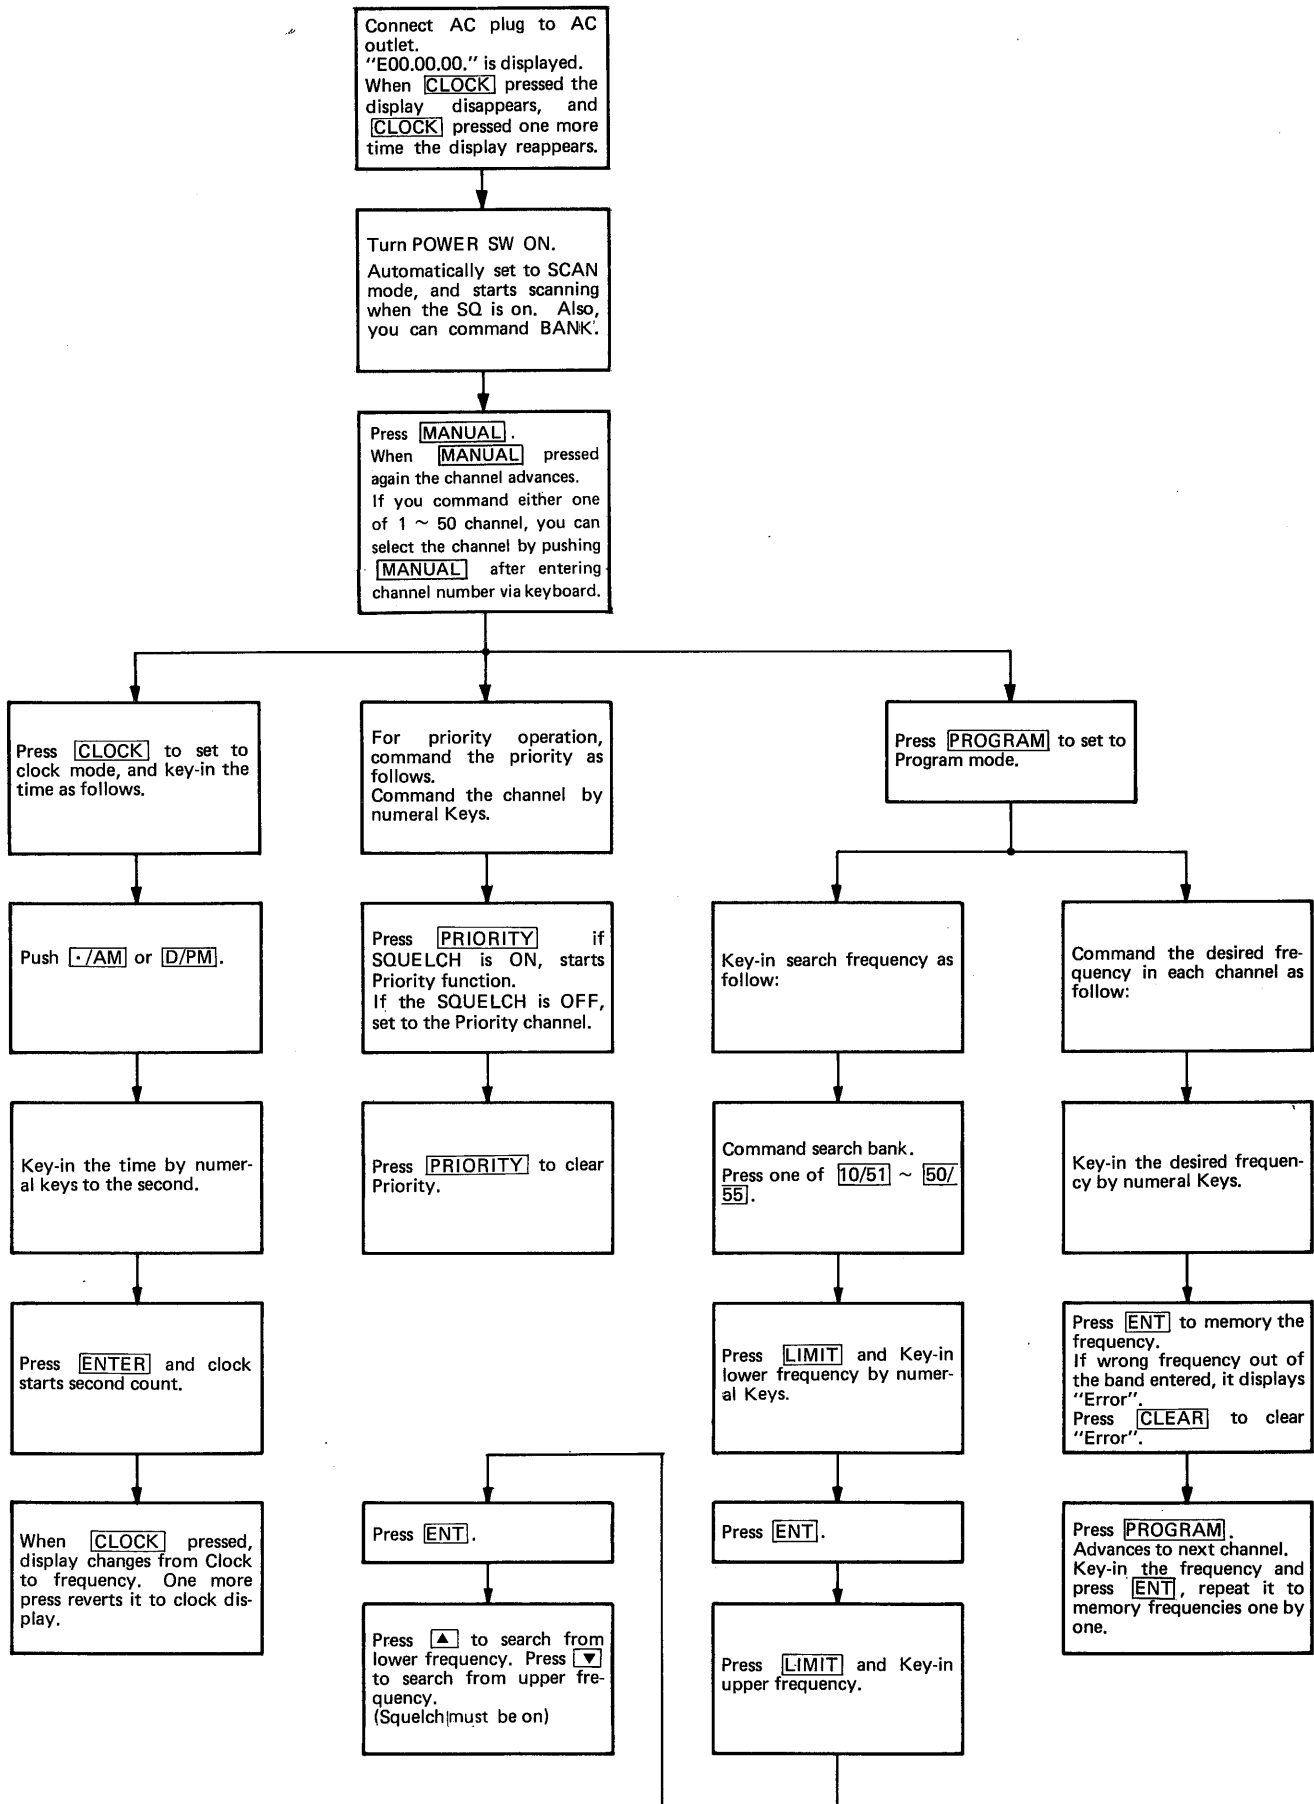 Connect AC plug to AC
outlet.
"E00.00.00." is displayed.
When CLOCK pressed the
display disappears, and
CLOCK pressed one more
time the display reappears.
Turn POWER SW ON.
Automatically set to SCAN
mode, and starts scanning
when the SQ is on. Also,
you can command BANK.
Press MANUAL.
When MANUAL pressed
again the channel advances.
If you command either one
of 1 ~ 50 channel, you can
select the channel by pushing
MANUAL after entering
channel number via keyboard.
Press CLOCK to set to
clock mode, and key-in the
time as follows.
Push ·/AM or D/PM.
Key-in the time by numer-
al keys to the second.
Press ENTER and clock
starts second count.
When CLOCK pressed,
display changes from Clock
to frequency. One more
press reverts it to clock dis-
play.
For priority operation,
command the priority as
follows.
Command the channel by
numeral Keys.
Press PRIORITY if
SQUELCH is ON, starts
Priority function.
If the SQUELCH is OFF,
set to the Priority channel.
Press PRIORITY to clear
Priority.
Press PROGRAM to set to
Program mode.
Key-in search frequency as
follow:
Command search bank.
Press one of 10/51 ~ 50/
55.
Press LIMIT and Key-in
lower frequency by numer-
al Keys.
Press ENT.
Press LIMIT and Key-in
upper frequency.
Press ENT.
Press ▲ to search from
lower frequency. Press ▼
to search from upper fre-
quency.
(Squelch must be on)
Command the desired fre-
quency in each channel as
follow:
Key-in the desired frequen-
cy by numeral Keys.
Press ENT to memory the
frequency.
If wrong frequency out of
the band entered, it displays
"Error".
Press CLEAR to clear
"Error".
Press PROGRAM.
Advances to next channel.
Key-in the frequency and
press ENT, repeat it to
memory frequencies one by
one.